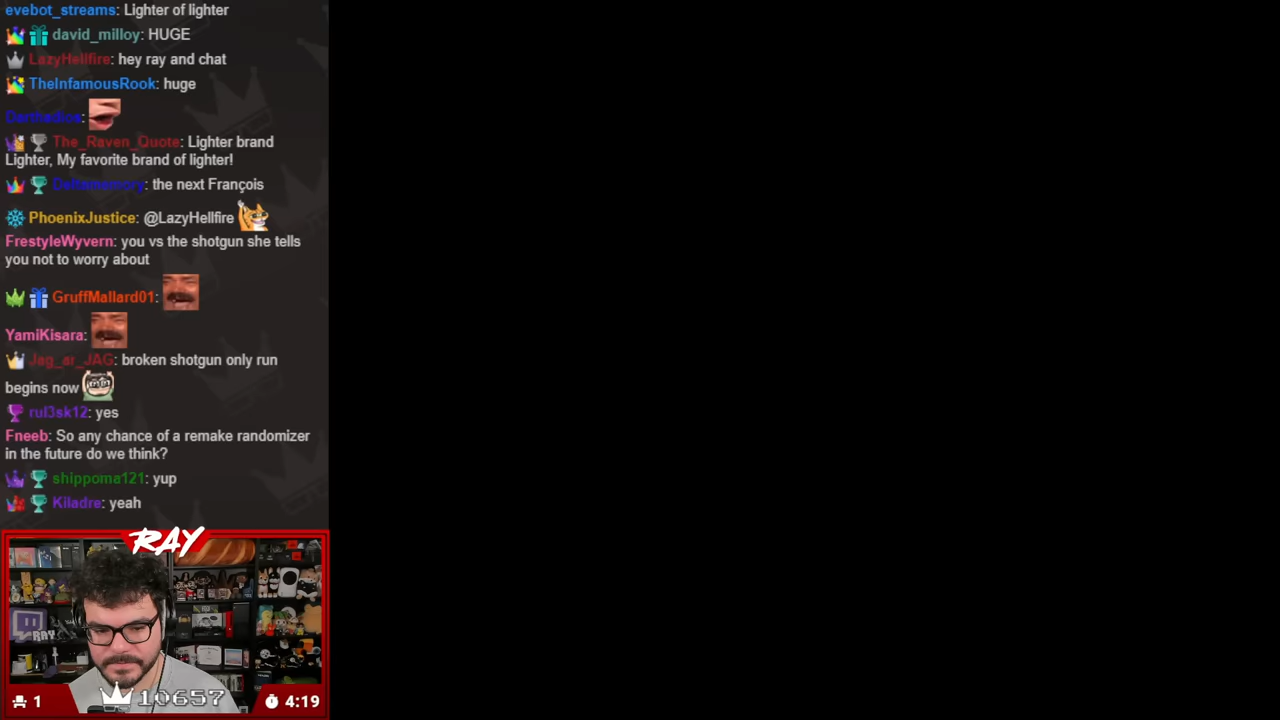 evebot_streams: Lighter of lighter
david_milloy: HUGE
LazyHellfire: hey ray and chat
TheInfamousRook: huge
The_Raven_Quote: Lighter brand
Lighter, My favorite brand of lighter!
: the next François
PhoenixJustice: @LazyHellfire
FrestyleWyvern: you vs the shotgun she tells
you not to worry about
GruffMallard01:
YamiKisara:
Jag_ar_JAG: broken shotgun only run
begins now
rul3sk12: yes
Fneeb: So any chance of a remake randomizer
in the future do we think?
shippoma121: yup
Kiladre: yeah
RAY
RAY
1
10657
4:19